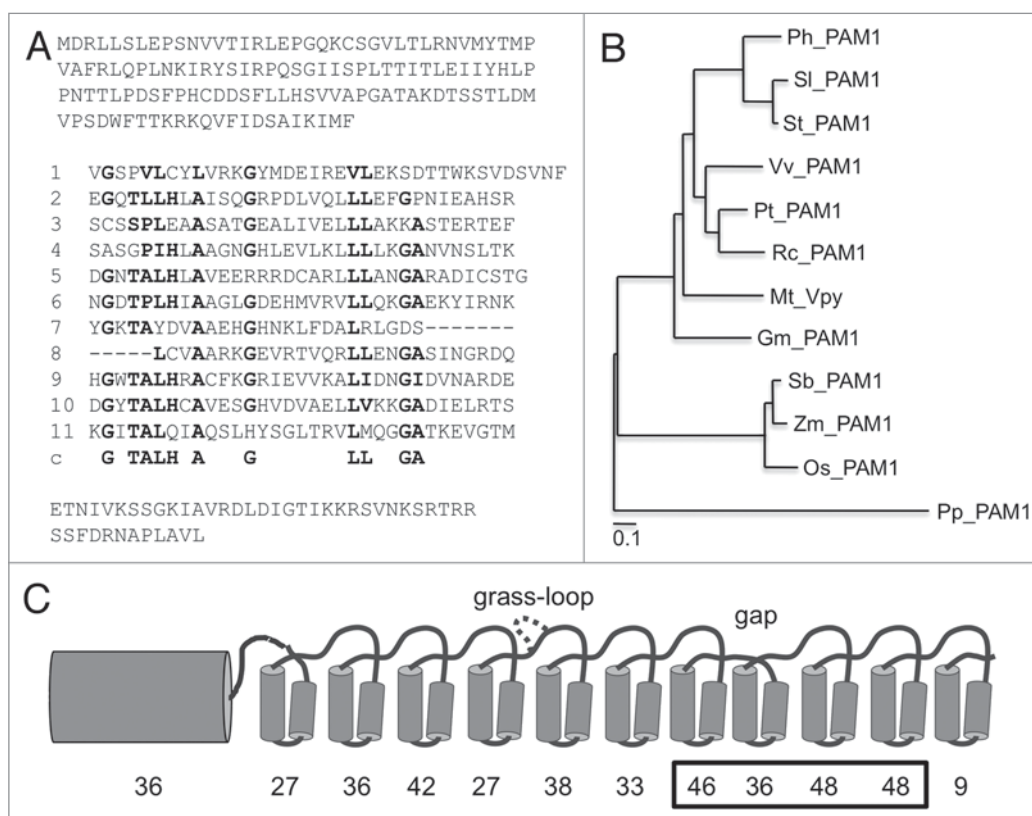 A
MDRLLSLEPSNVVTIRLEPGQKCSGVLTLRNVMYTMP
VAFRLQPLNKIRYSIRPQSGIISPLTTITLEIIYHLP
PNTTLPDSFPHCDDSFLLHSVVAPGATAKDTSSTLDM
VPSDWFTTKRKQVFIDSAIKIMF
1 VGSPVLCYLVRKGYMDEIREVLEKSDTTWKSVDSVNF
2 EGQTLLHLAISQGRPDLVQLLLEFGPNIEAHSR
3 SCSSPLEAASATGEALIVELLLAKKASTERTEF
4 SASGPIHLAAGNGHLEVLKLLLLKGANVNSLTK
5 DGNTALHLAVEERRRDCARLLLANGARADICSTG
6 NGDTPLHIAAGLGDEHMVRVLLQKGAEKYIRNK
7 YGKTAYDVAAEHGHNKLFDALRLGDS-------
8 -----LCVAARKGEVRTVQRLLENGASINGRDQ
9 HGWTALHRACFKGRIEVVKALIDNGIDVNARDE
10 DGYTALHCAVESGHVDVAELLVKKGADIELRTS
11 KGITALQIAQSLHYSGLTRVLMQGGATKEVGTM
c G TALH A G LL GA
ETNIVKSSGKIAVRDLDIGTIKKRSVNKSRTRR
SSFDRNAPLAVL
B
Ph_PAM1
Sl_PAM1
St_PAM1
Vv_PAM1
Pt_PAM1
Rc_PAM1
Mt_Vpy
Gm_PAM1
Sb_PAM1
Zm_PAM1
Os_PAM1
Pp_PAM1
0.1
C
grass-loop
gap
36 27 36 42 27 38 33 46 36 48 48 9